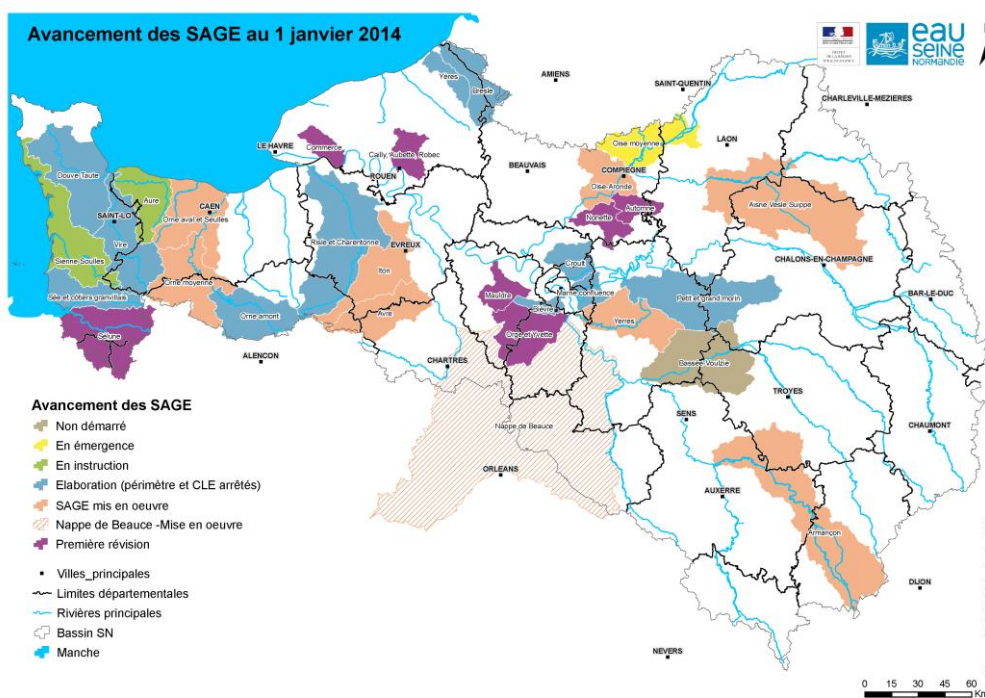 Avancement des SAGE au 1 janvier 2014
eau
SEINE
NORMANDIE
AMIENS
SAINT-QUENTIN
CHARLEVILLE-MEZIERES
Yères
Bresle
LE HAVRE
Commerce
Cailly, Aubette, Robec
ROUEN
BEAUVAIS
Oise moyenne
LAON
COMPIEGNE
Oise-Aronde
Automne
Nonette
Aisne Vesle Suippe
Douve Taute
Aure
CAEN
Orne aval et Seulles
SAINT-LO
Vire
Sienne-Soulles
Risle et Charentonne
EVREUX
Iton
Sée et côtiers granvillais
Orne moyenne
Orne amont
Avre
Sélune
ALENCON
CHALONS-EN-CHAMPAGNE
BAR-LE-DUC
Croult
Marne confluence
Mauldre
Bièvre
Orge et Yvette
Petit et grand morin
Yerres
Bassée-Voulzie
CHARTRES
TROYES
Nappe de Beauce
SENS
CHAUMONT
ORLEANS
AUXERRE
Armançon
DIJON
NEVERS
Avancement des SAGE
Non démarré
En émergence
En instruction
Elaboration (périmètre et CLE arrêtés)
SAGE mis en oeuvre
Nappe de Beauce -Mise en oeuvre
Première révision
Villes_principales
Limites départementales
Rivières principales
Bassin SN
Manche
0 15 30 45 60
Km